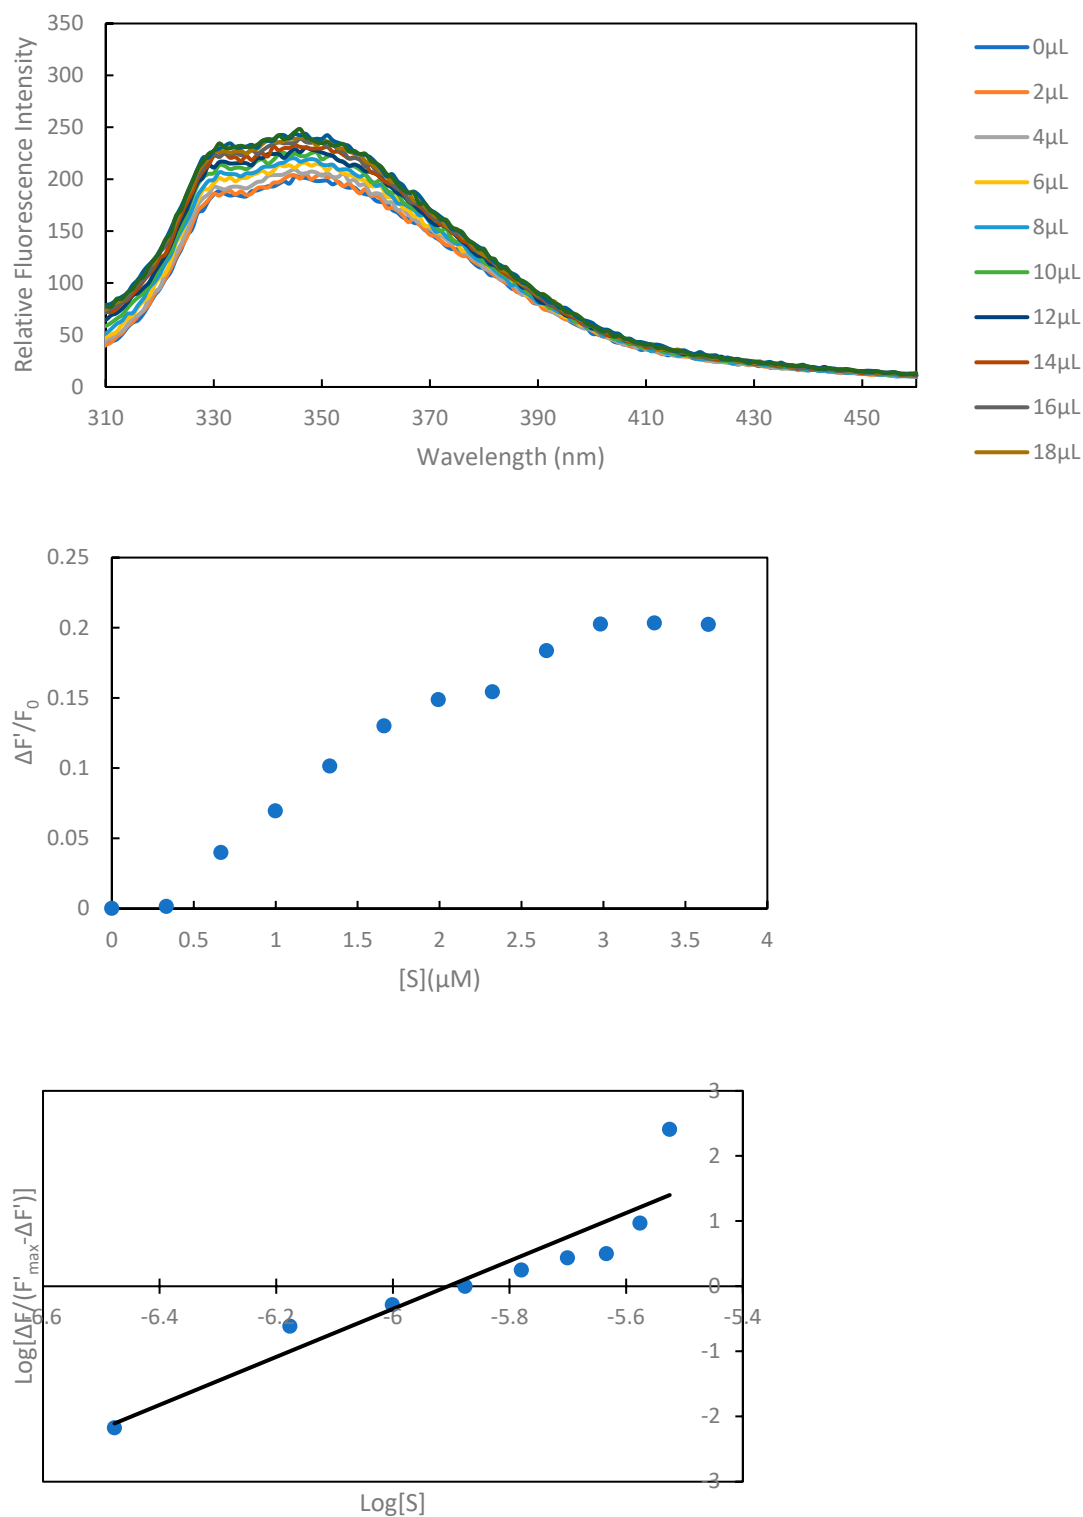 350
300
250
200
150
100
50
0
Relative Fluorescence Intensity
310 330 350 370 390 410 430 450
Wavelength (nm)
0µL
2µL
4µL
6µL
8µL
10µL
12µL
14µL
16µL
18µL
0.25
0.2
0.15
0.1
0.05
0
ΔF'/F0
0 0.5 1 1.5 2 2.5 3 3.5 4
[S](µM)
3
2
1
0
-1
-2
-3
Log[ΔF/(F'max-ΔF')]
-6.6 -6.4 -6.2 -6 -5.8 -5.6 -5.4
Log[S]